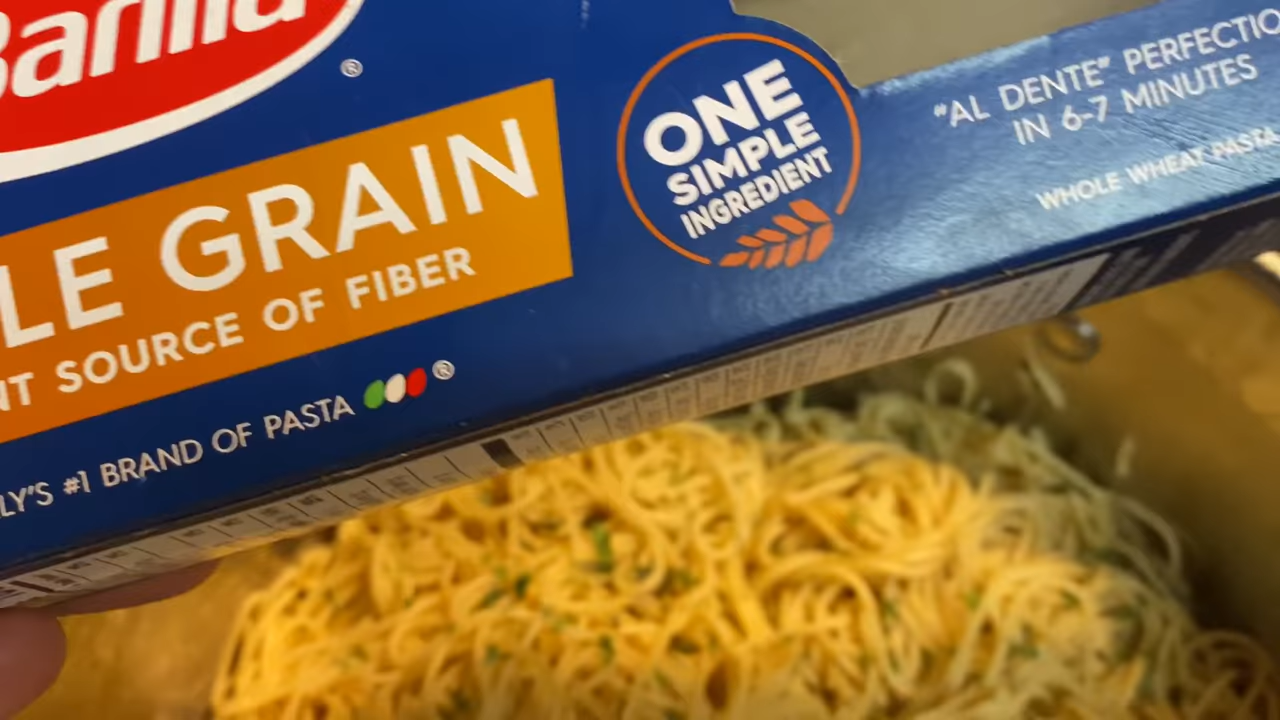 Barilla
®
LE GRAIN
NT SOURCE OF FIBER
LY'S #1 BRAND OF PASTA ®
ONE
SIMPLE
INGREDIENT
"AL DENTE" PERFECTIO
IN 6-7 MINUTES
WHOLE WHEAT PASTA